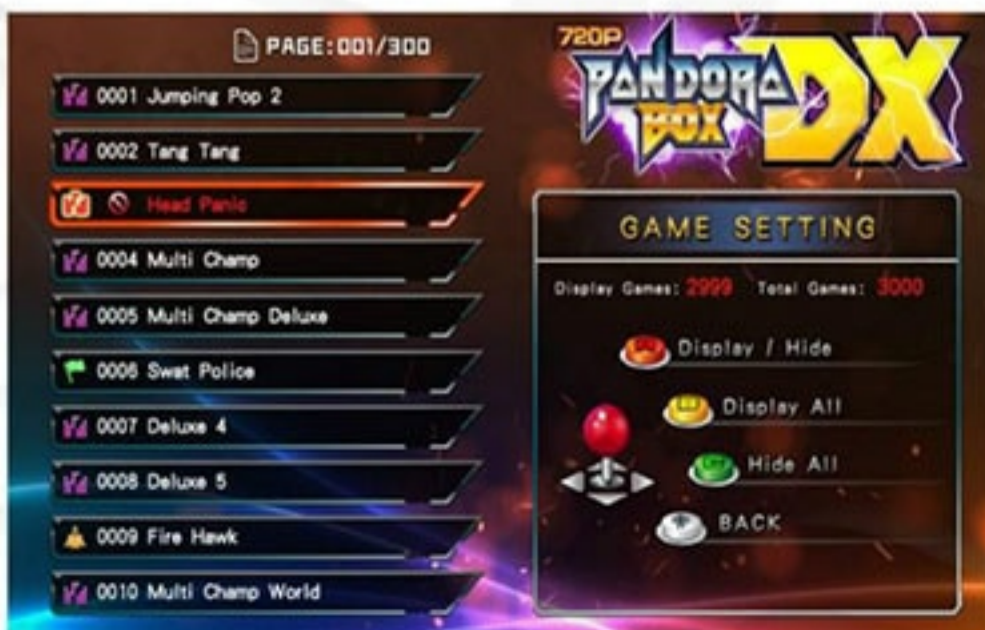 PAGE:001/300
0001 Jumping Pop 2
0002 Tang Tang
Head Panic
0004 Multi Champ
0005 Multi Champ Deluxe
0006 Swat Police
0007 Deluxe 4
0008 Deluxe 5
0009 Fire Hawk
0010 Multi Champ World
720P
PANDORA
BOX
DX
GAME SETTING
Display Games: 2999 Total Games: 3000
Display / Hide
Display All
Hide All
BACK